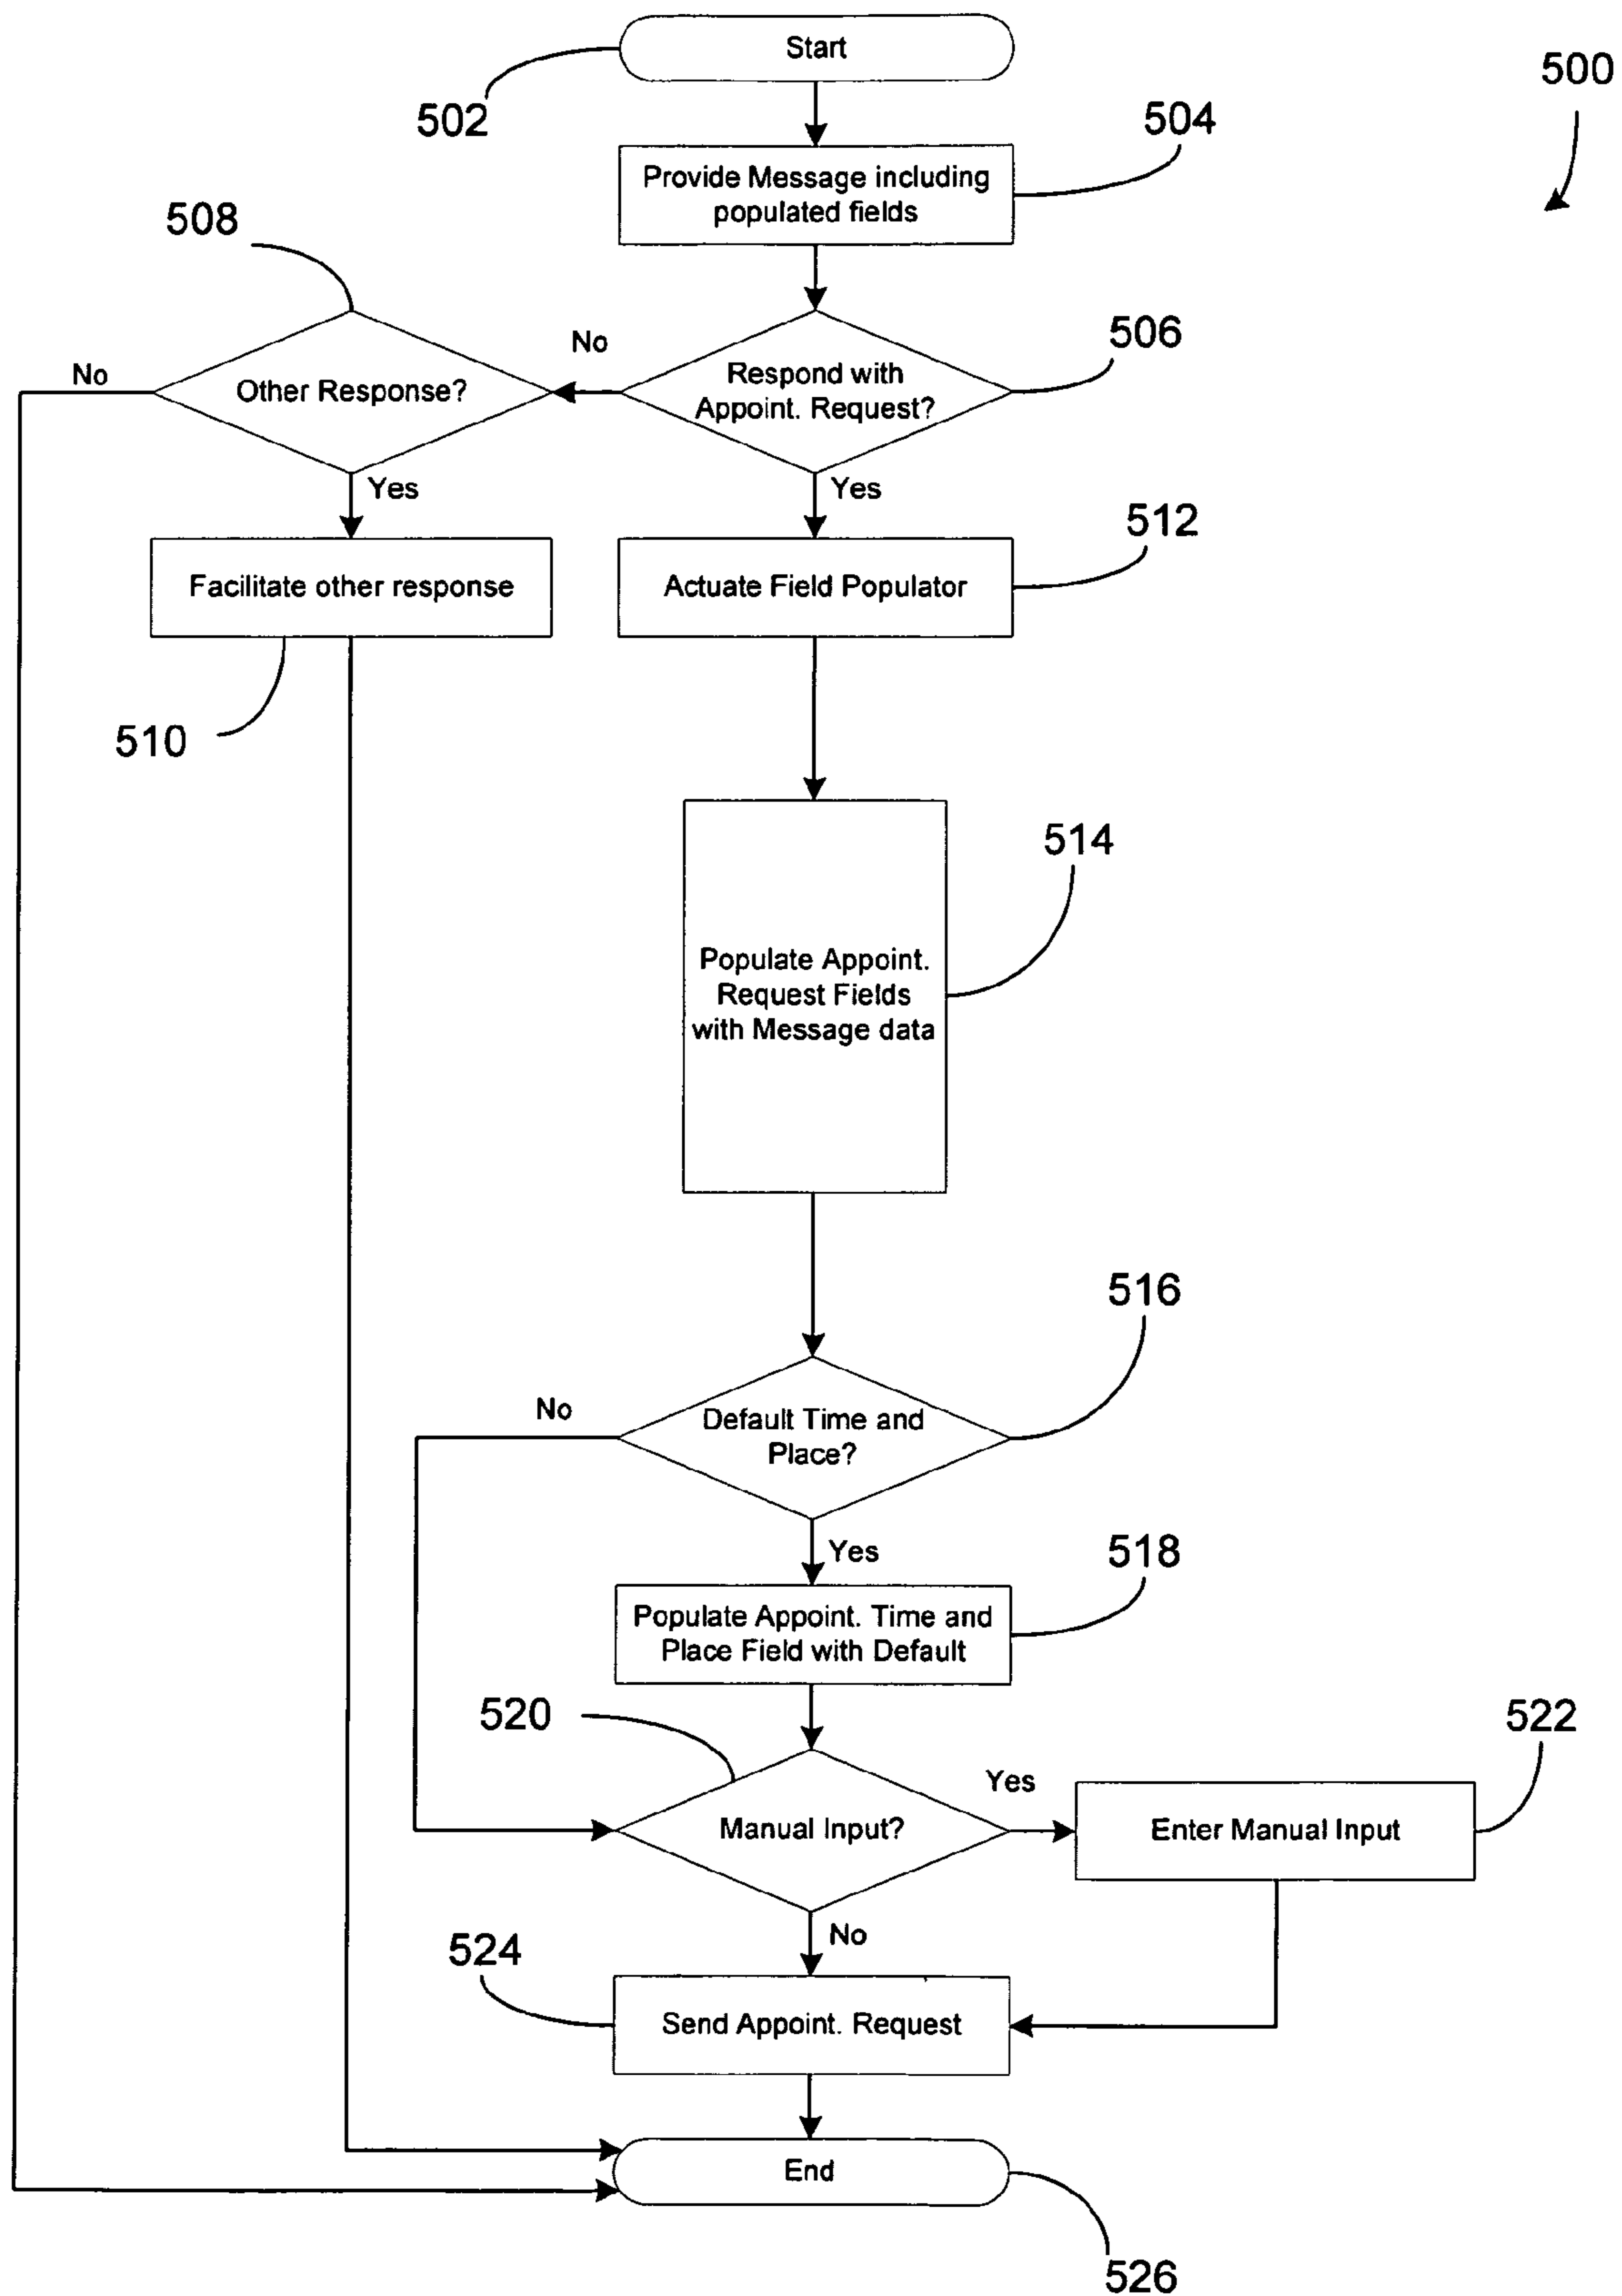 Start
500
502
504
Provide Message including
populated fields
508
506
No
No
Other Response?
Respond with
Appoint. Request?
Yes
Yes
512
Facilitate other response
Actuate Field Populator
510
514
Populate Appoint.
Request Fields
with Message data
516
No
Default Time and
Place?
Yes
518
Populate Appoint. Time and
Place Field with Default
520
522
Yes
Manual Input?
Enter Manual Input
No
524
Send Appoint. Request
End
526